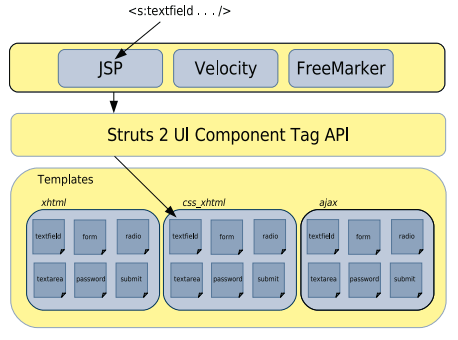 <s:textfield . . . />
JSP Velocity FreeMarker
Struts 2 UI Component Tag API
Templates
xhtml css_xhtml ajax
textfield form radio textfield form radio textfield form radio
textarea password submit textarea password submit textarea password submit